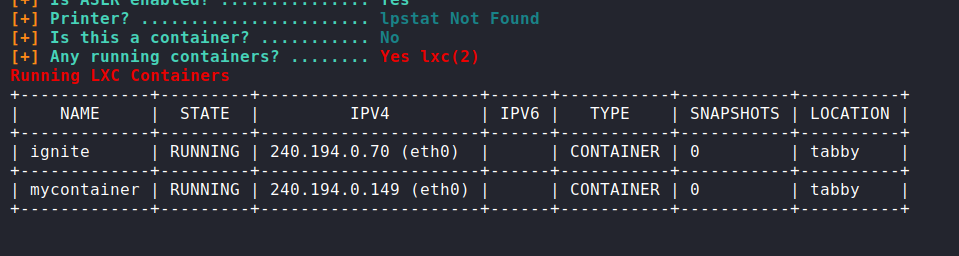 [+] Is ASLR enabled? ............... Yes
[+] Printer? ....................... lpstat Not Found
[+] Is this a container? ........... No
[+] Any running containers? ........ Yes lxc(2)
Running LXC Containers
+-------------+---------+----------------------+------+-----------+-----------+----------+
|    NAME     |  STATE  |         IPV4         | IPV6 |   TYPE    | SNAPSHOTS | LOCATION |
+-------------+---------+----------------------+------+-----------+-----------+----------+
| ignite      | RUNNING | 240.194.0.70 (eth0)  |      | CONTAINER | 0         | tabby    |
+-------------+---------+----------------------+------+-----------+-----------+----------+
| mycontainer | RUNNING | 240.194.0.149 (eth0) |      | CONTAINER | 0         | tabby    |
+-------------+---------+----------------------+------+-----------+-----------+----------+